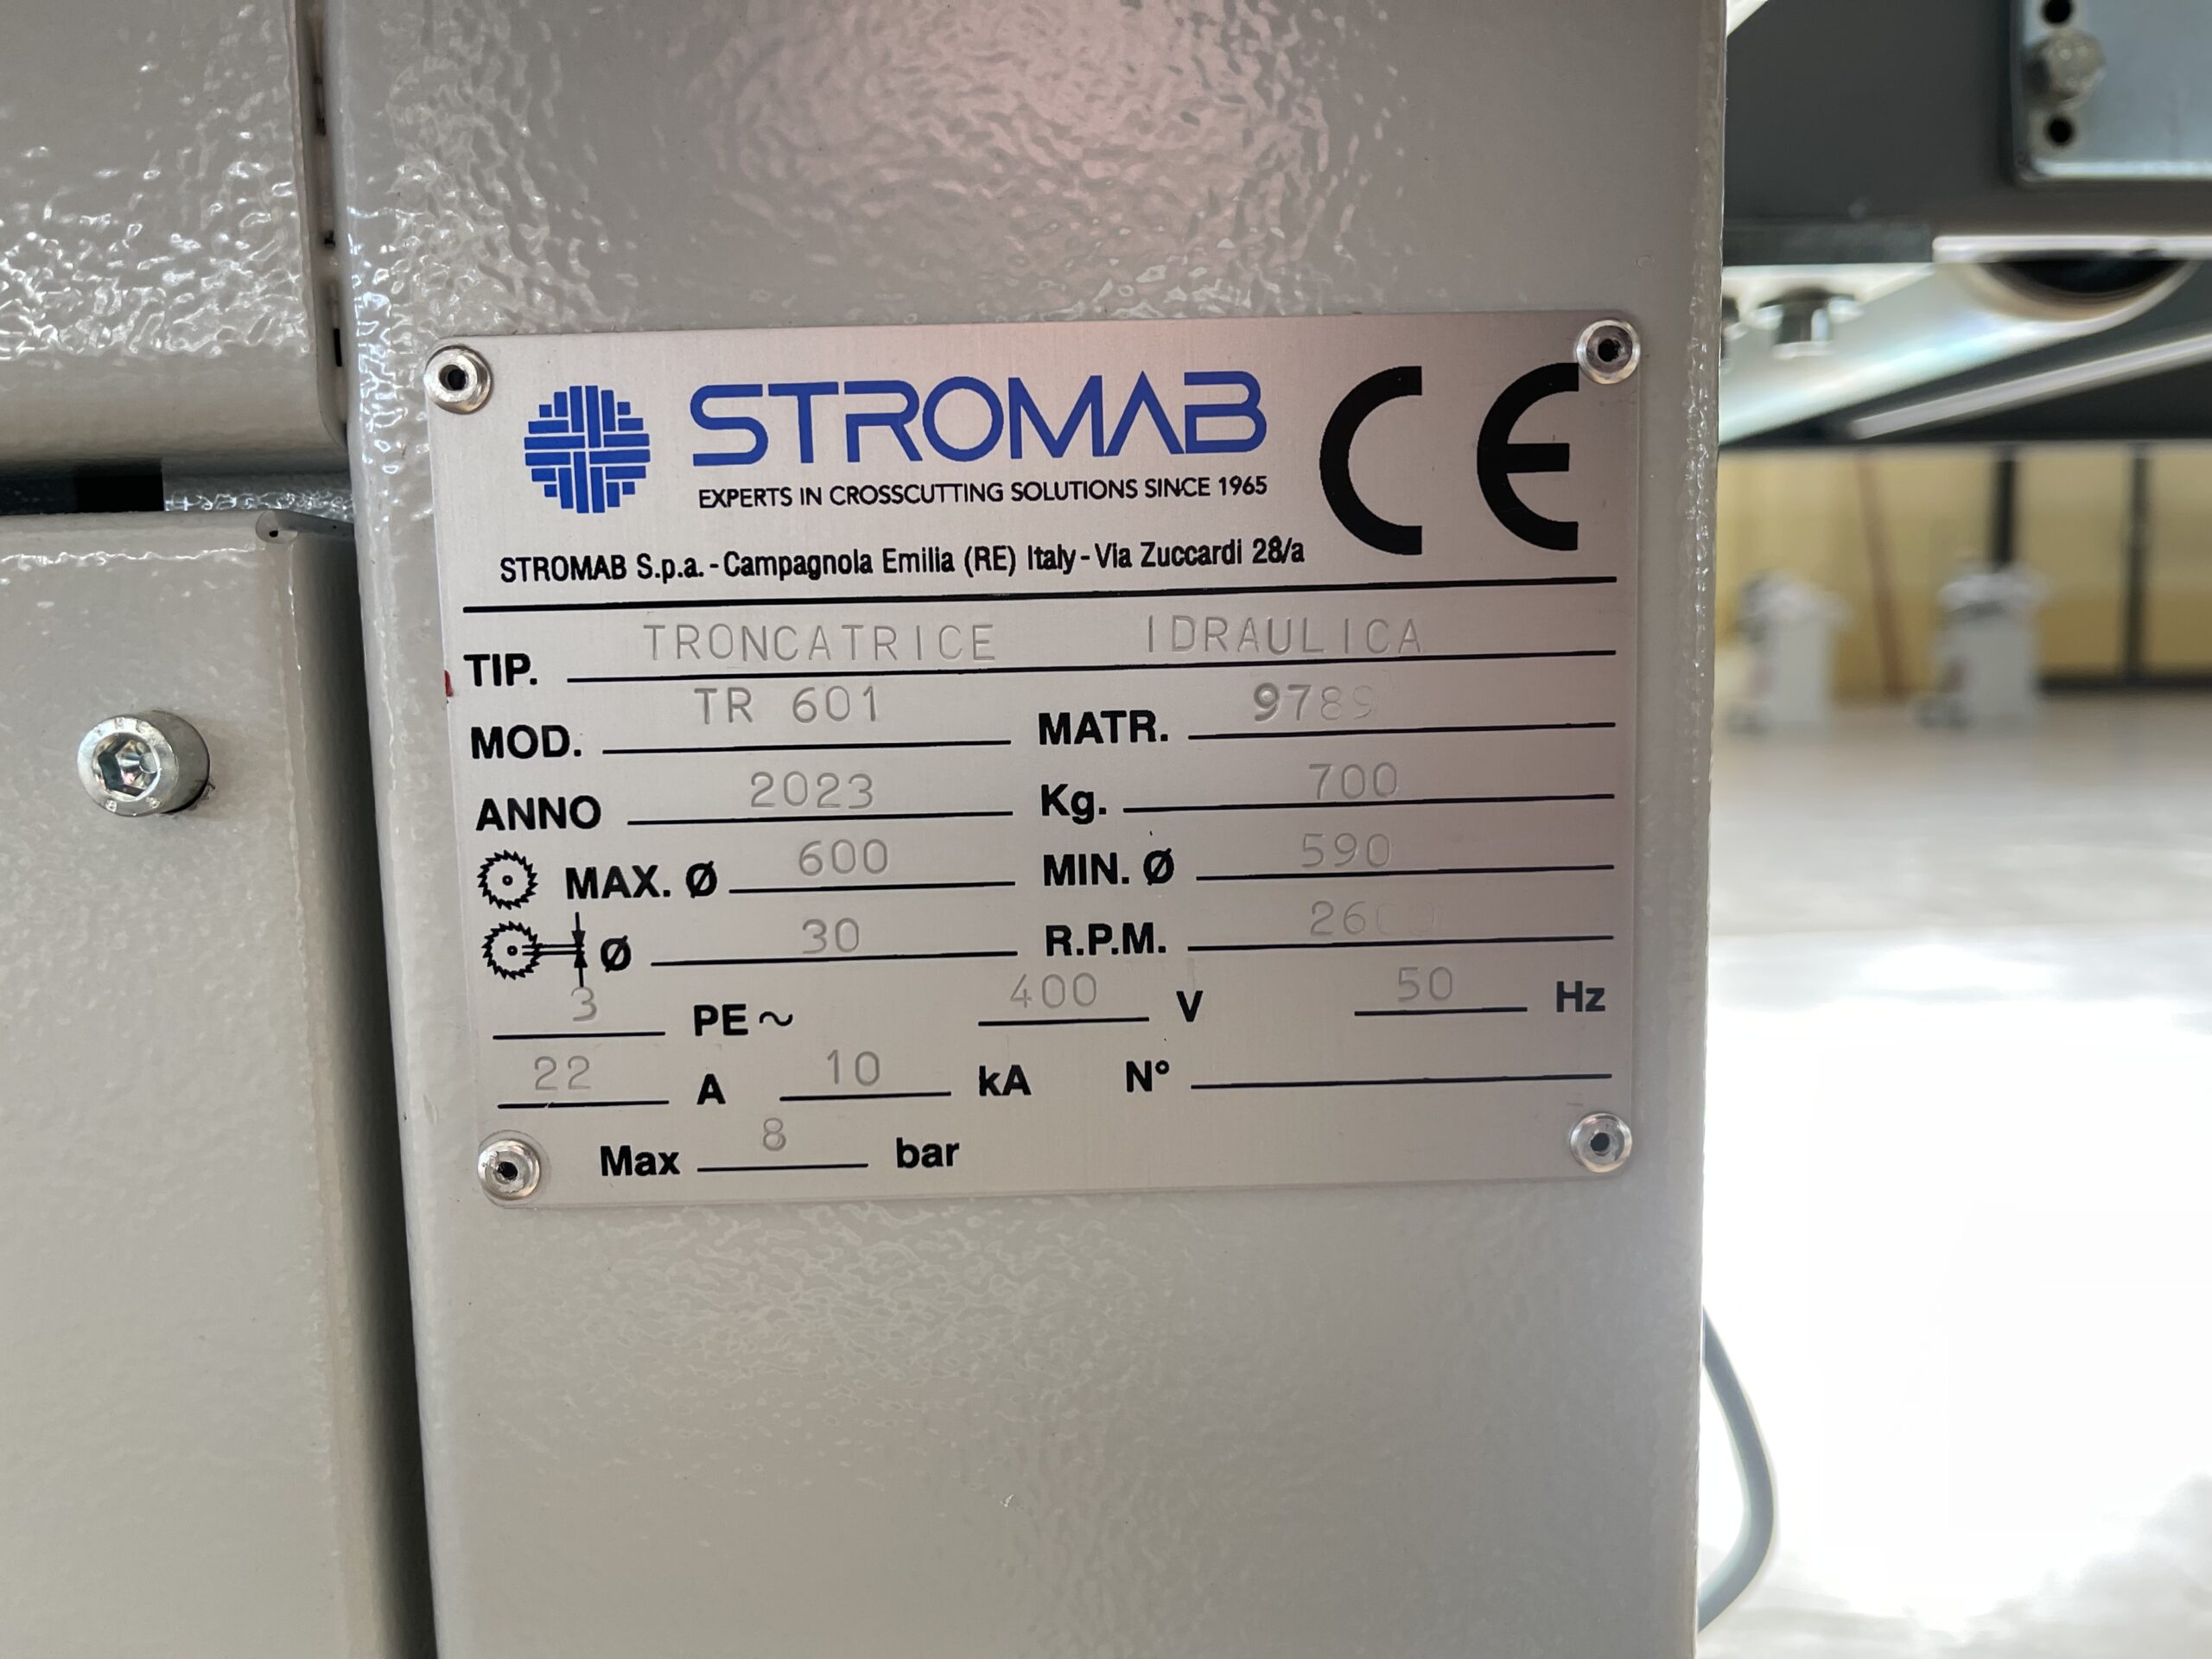 STROMAB
EXPERTS IN CROSSCUTTING SOLUTIONS SINCE 1965
CE
STROMAB S.p.a. - Campagnola Emilia (RE) Italy - Via Zuccardi 28/a
TIP. TRONCATRICE IDRAULICA
MOD. TR 601 MATR. 9789
ANNO 2023 Kg. 700
MAX. Ø 600 MIN. Ø 590
Ø 30 R.P.M.
3 PE ~ 400 V 50 Hz
22 A 10 kA N°
Max 8 bar